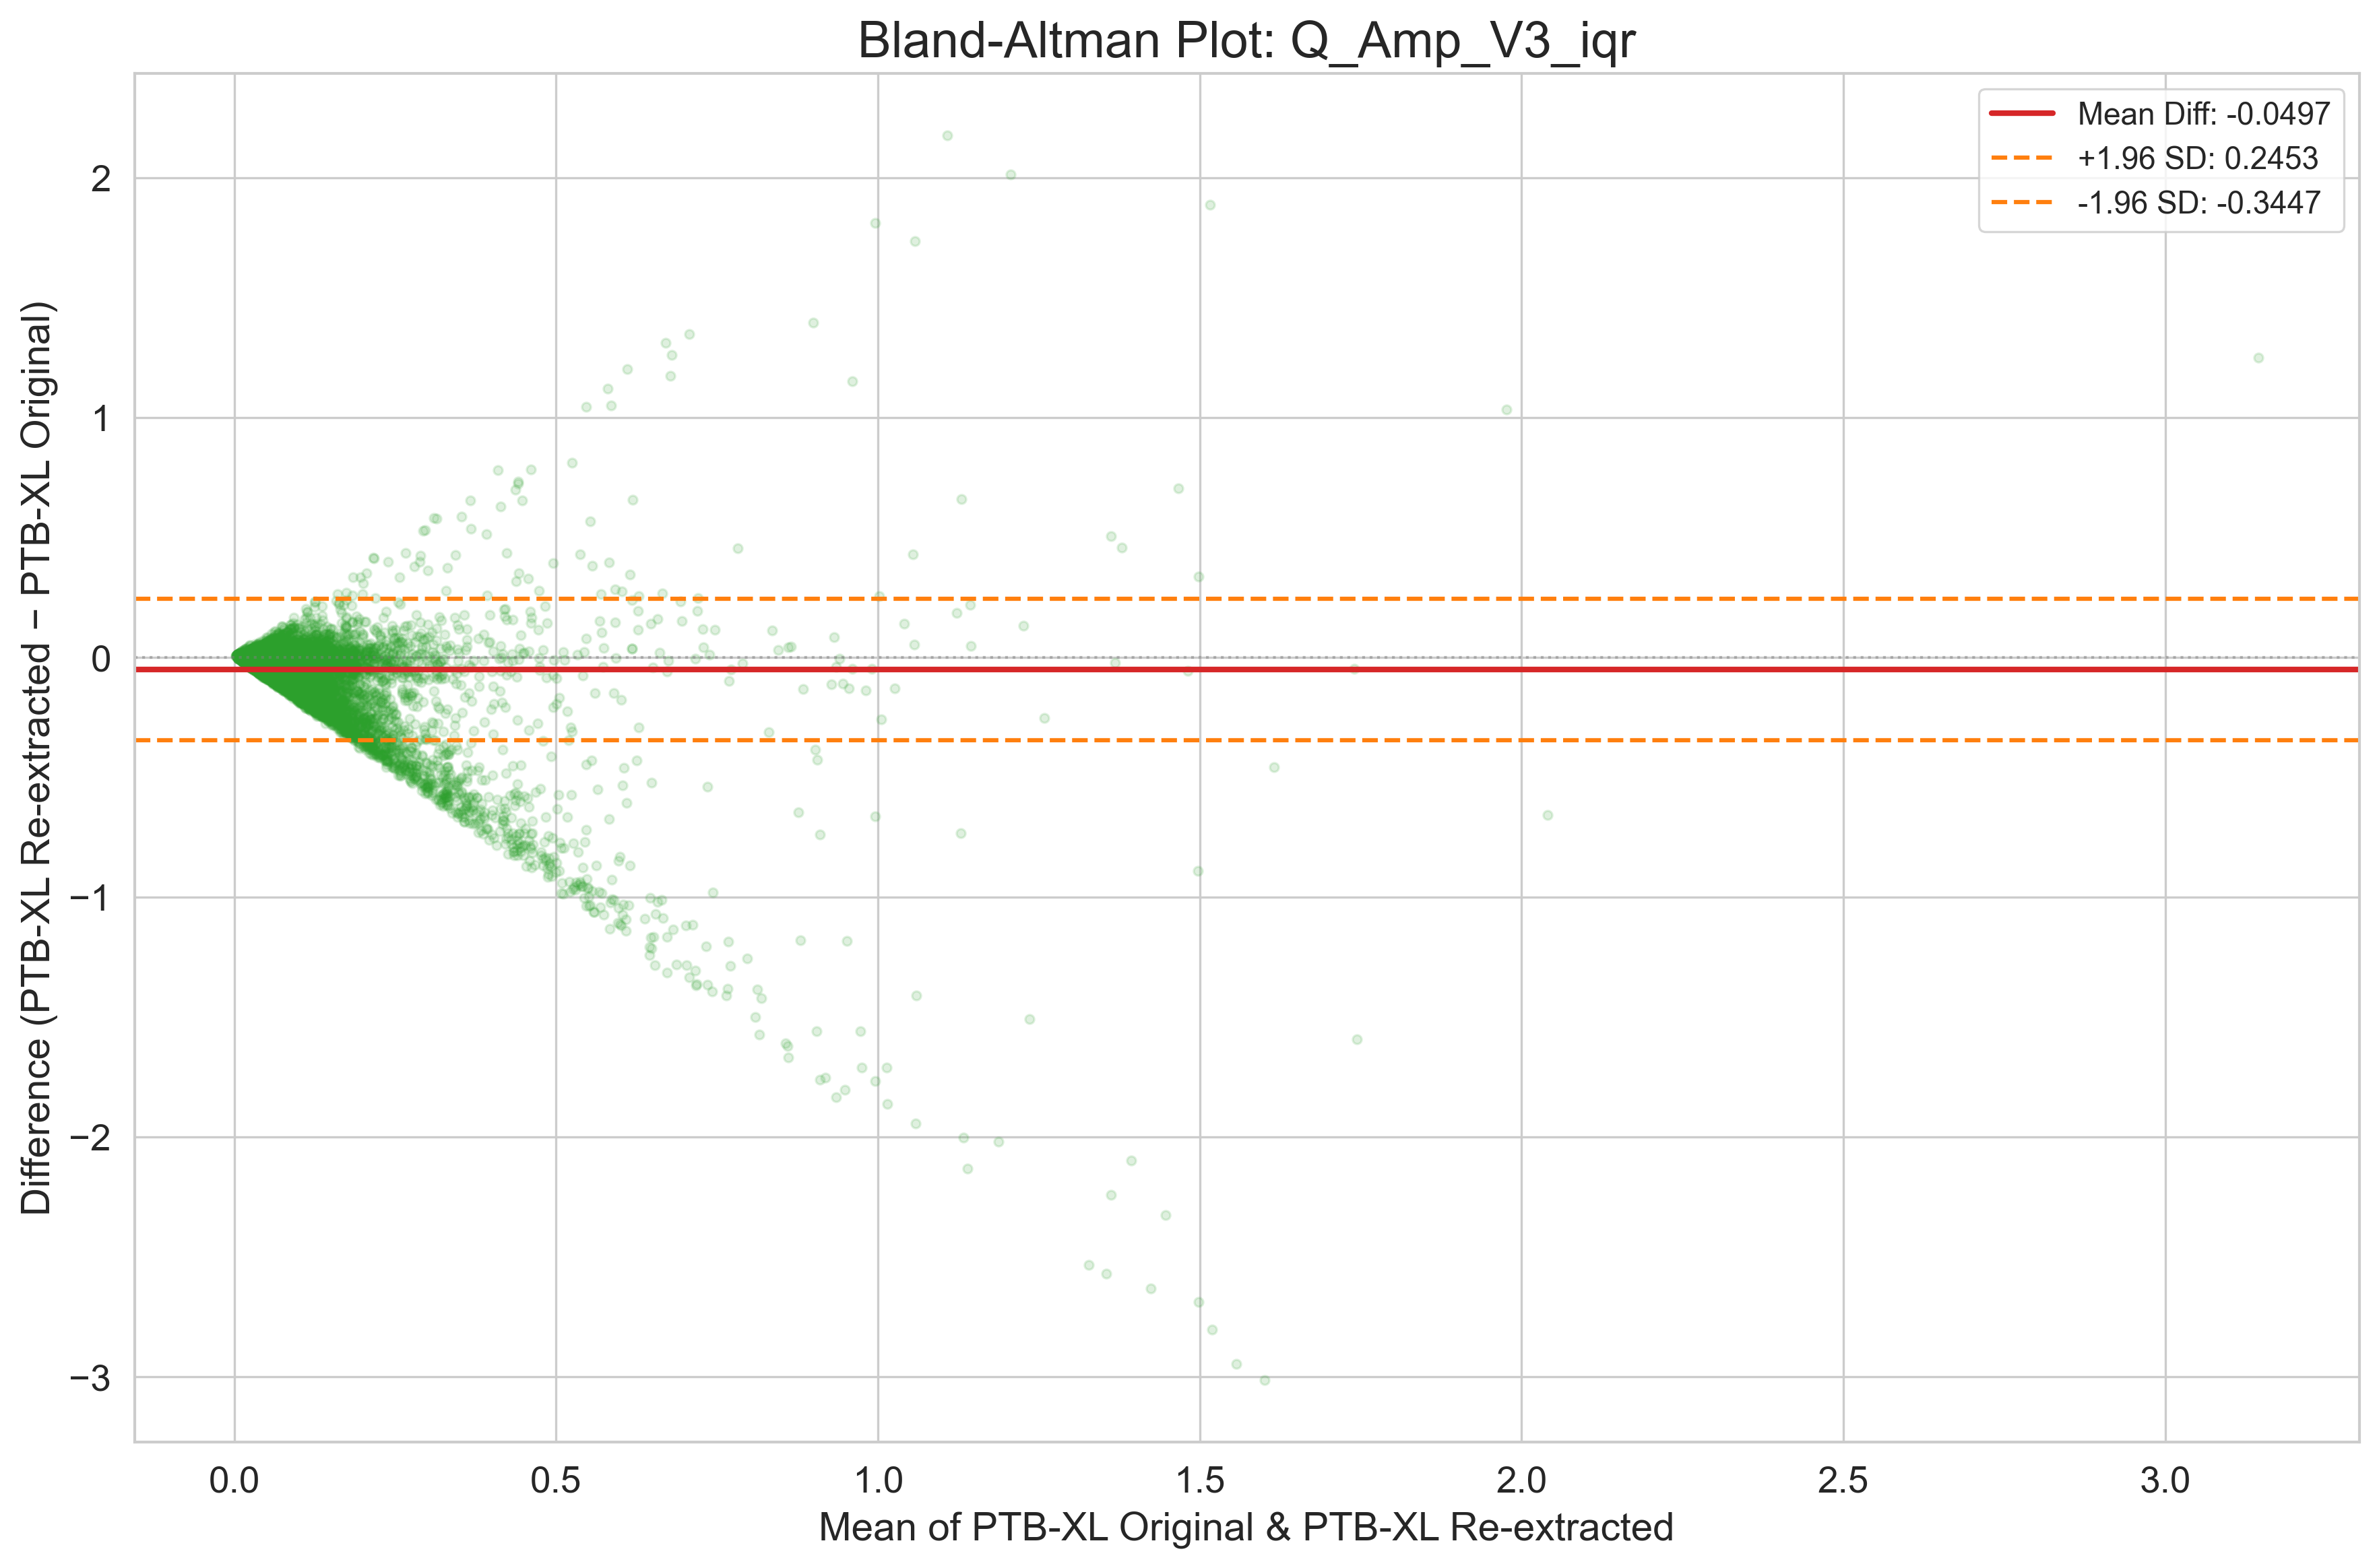 Bland-Altman Plot: Q_Amp_V3_iqr
Mean Diff: -0.0497
+1.96 SD: 0.2453
-1.96 SD: -0.3447
Difference (PTB-XL Re-extracted − PTB-XL Original)
2
1
0
−1
−2
−3
0.0 0.5 1.0 1.5 2.0 2.5 3.0
Mean of PTB-XL Original & PTB-XL Re-extracted